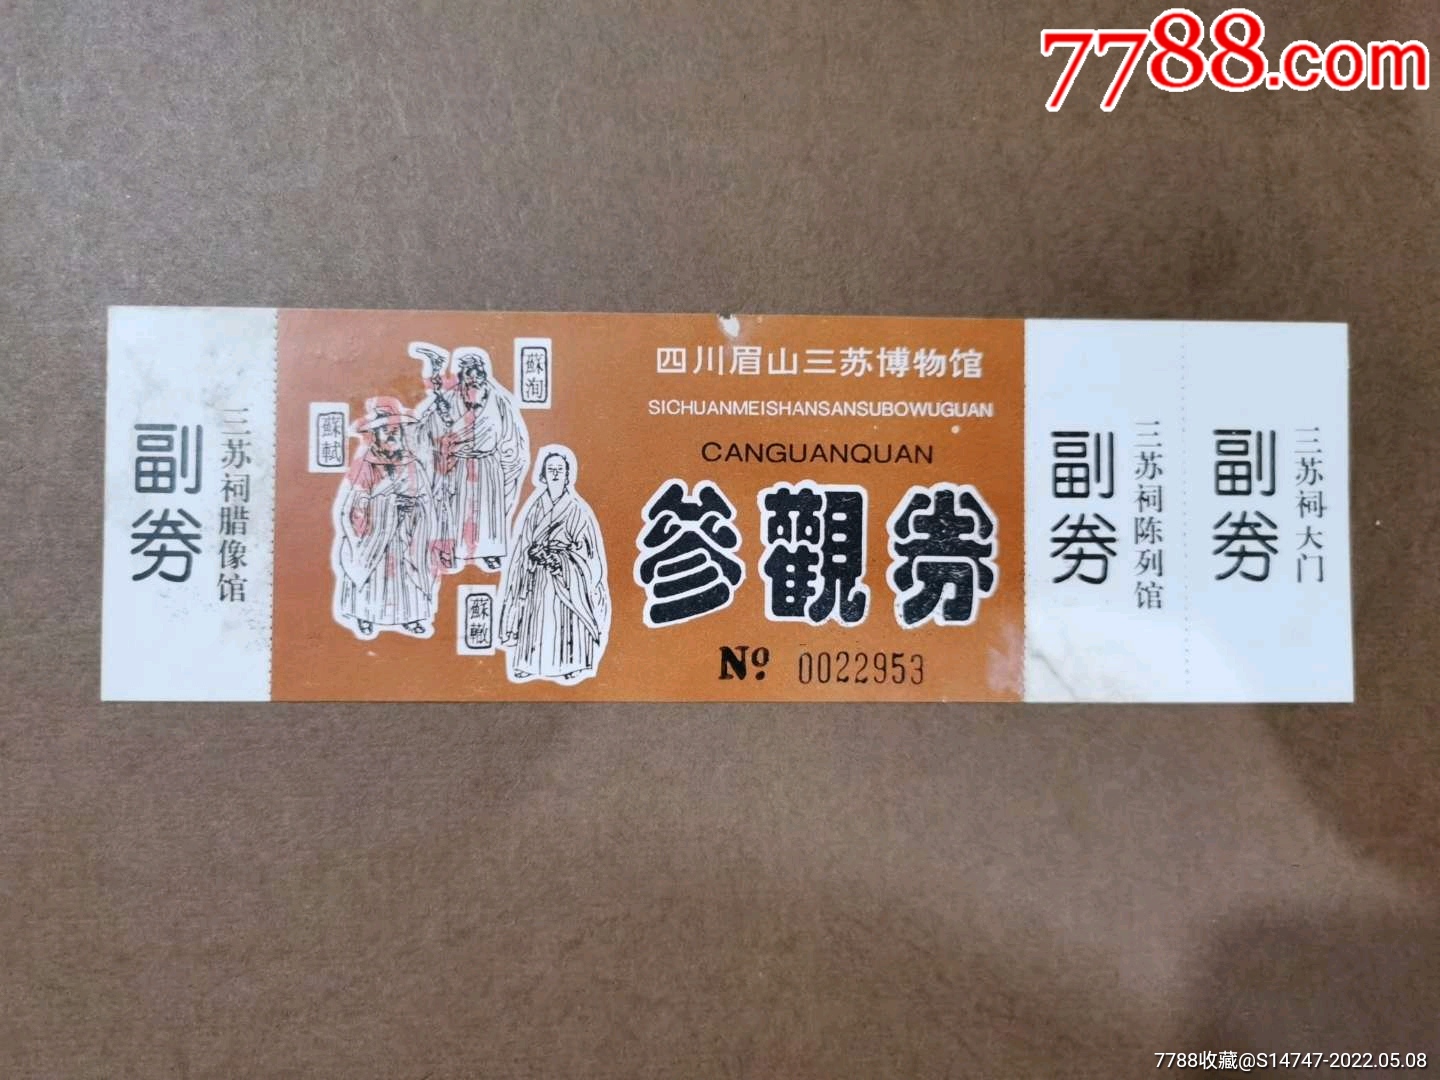 7788.com
副券
三苏祠腊像馆
蘇洵
蘇軾
蘇轍
四川眉山三苏博物馆
SICHUANMEISHANSANSUBOWUGUAN
CANGUANQUAN
參觀券
No. 0022953
副券
三苏祠陈列馆
副券
三苏祠大门
7788收藏@S14747-2022.05.08